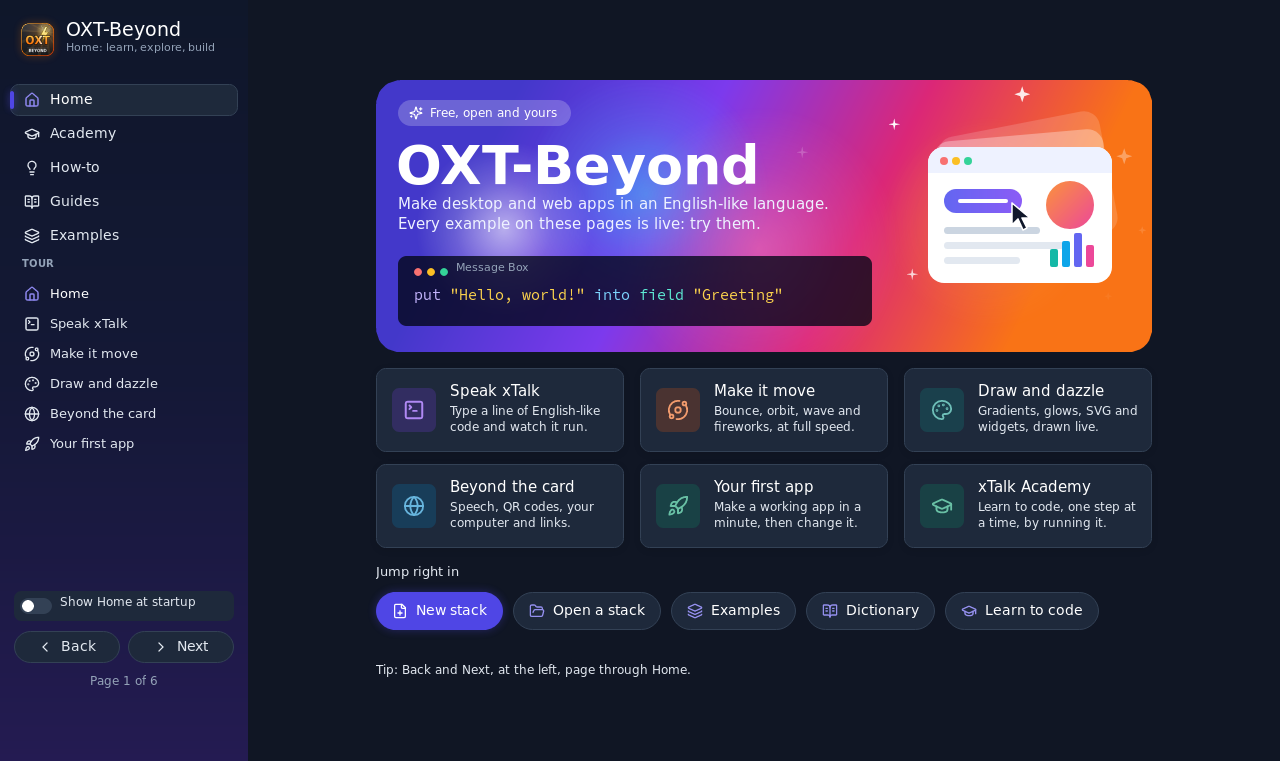 OXT
BEYOND
OXT-Beyond
Home: learn, explore, build
Home
Academy
How-to
Guides
Examples
TOUR
Home
Speak xTalk
Make it move
Draw and dazzle
Beyond the card
Your first app
Show Home at startup
Back
Next
Page 1 of 6
Free, open and yours
OXT-Beyond
Make desktop and web apps in an English-like language.
Every example on these pages is live: try them.
Message Box
put "Hello, world!" into field "Greeting"
Speak xTalk
Type a line of English-like
code and watch it run.
Make it move
Bounce, orbit, wave and
fireworks, at full speed.
Draw and dazzle
Gradients, glows, SVG and
widgets, drawn live.
Beyond the card
Speech, QR codes, your
computer and links.
Your first app
Make a working app in a
minute, then change it.
xTalk Academy
Learn to code, one step at
a time, by running it.
Jump right in
New stack
Open a stack
Examples
Dictionary
Learn to code
Tip: Back and Next, at the left, page through Home.